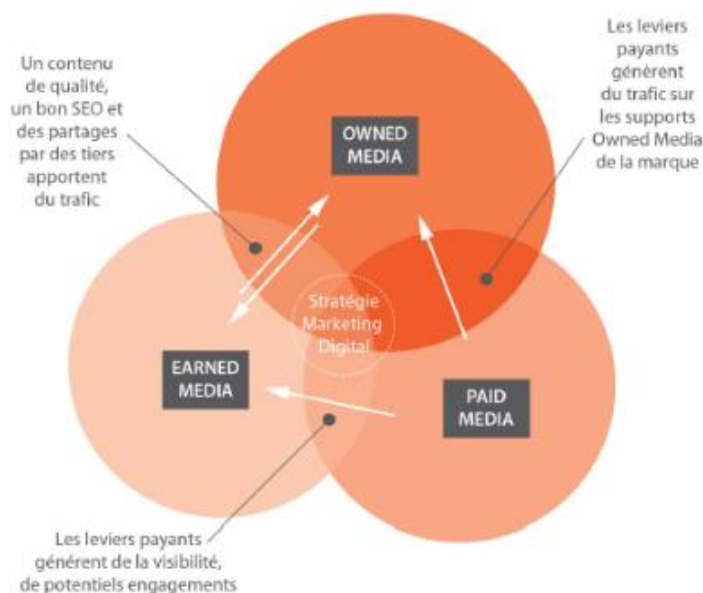 Un contenu
de qualité,
un bon SEO et
des partages
par des tiers
apportent
du trafic
Les leviers
payants
génèrent
du trafic sur
les supports
Owned Media
de la marque
OWNED
MEDIA
Stratégie
Marketing
Digital
EARNED
MEDIA
PAID
MEDIA
Les leviers payants
générent de la visibilité,
de potentiels engagements